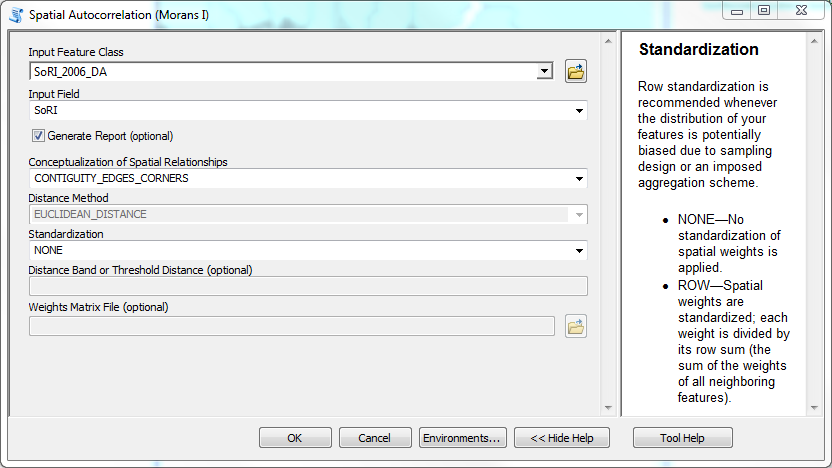 Spatial Autocorrelation (Morans I)
Input Feature Class
SoRI_2006_DA
Input Field
SoRI
Generate Report (optional)
Conceptualization of Spatial Relationships
CONTIGUITY_EDGES_CORNERS
Distance Method
EUCLIDEAN_DISTANCE
Standardization
NONE
Distance Band or Threshold Distance (optional)
Weights Matrix File (optional)
Standardization
Row standardization is
recommended whenever
the distribution of your
features is potentially
biased due to sampling
design or an imposed
aggregation scheme.
• NONE—No
standardization of
spatial weights is
applied.
• ROW—Spatial
weights are
standardized; each
weight is divided by
its row sum (the
sum of the weights
of all neighboring
features).
OK
Cancel
Environments...
<< Hide Help
Tool Help